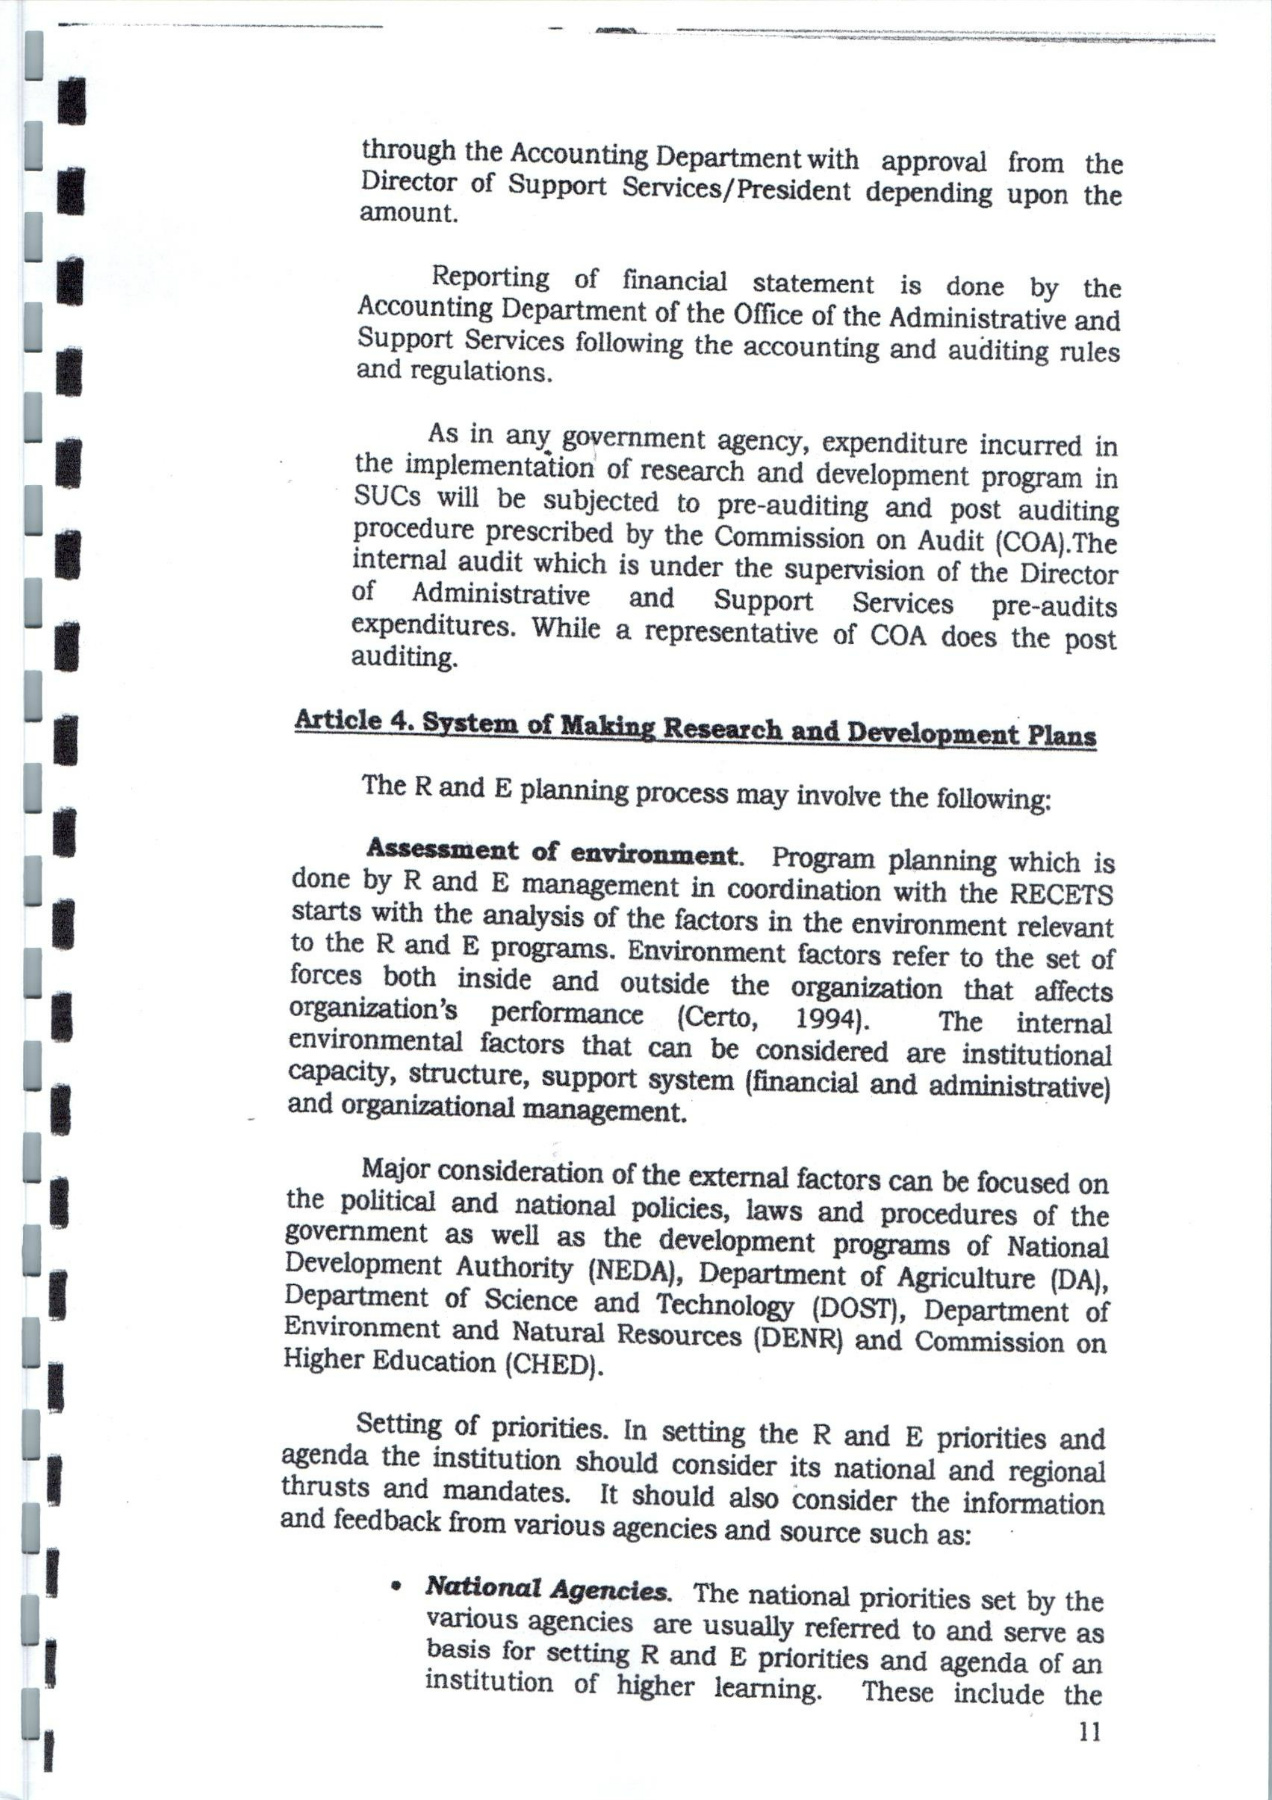 through the Accounting Department with approval from the
Director of Support Services/President depending upon the
amount.
Reporting of financial statement is done by the
Accounting Department of the Office of the Administrative and
Support Services following the accounting and auditing rules
and regulations.
As in any government agency, expenditure incurred in
the implementation of research and development program in
SUCs will be subjected to pre-auditing and post auditing
procedure prescribed by the Commission on Audit (COA).The
internal audit which is under the supervision of the Director
of Administrative and Support Services pre-audits
expenditures. While a representative of COA does the post
auditing.
Article 4. System of Making Research and Development Plans
The R and E planning process may involve the following:
Assessment of environment. Program planning which is
done by R and E management in coordination with the RECETS
starts with the analysis of the factors in the environment relevant
to the R and E programs. Environment factors refer to the set of
forces both inside and outside the organization that affects
organization's performance (Certo, 1994). The internal
environmental factors that can be considered are institutional
capacity, structure, support system (financial and administrative)
and organizational management.
Major consideration of the external factors can be focused on
the political and national policies, laws and procedures of the
government as well as the development programs of National
Development Authority (NEDA), Department of Agriculture (DA),
Department of Science and Technology (DOST), Department of
Environment and Natural Resources (DENR) and Commission on
Higher Education (CHED).
Setting of priorities. In setting the R and E priorities and
agenda the institution should consider its national and regional
thrusts and mandates. It should also consider the information
and feedback from various agencies and source such as:
• National Agencies. The national priorities set by the
various agencies are usually referred to and serve as
basis for setting R and E priorities and agenda of an
institution of higher learning. These include the
11